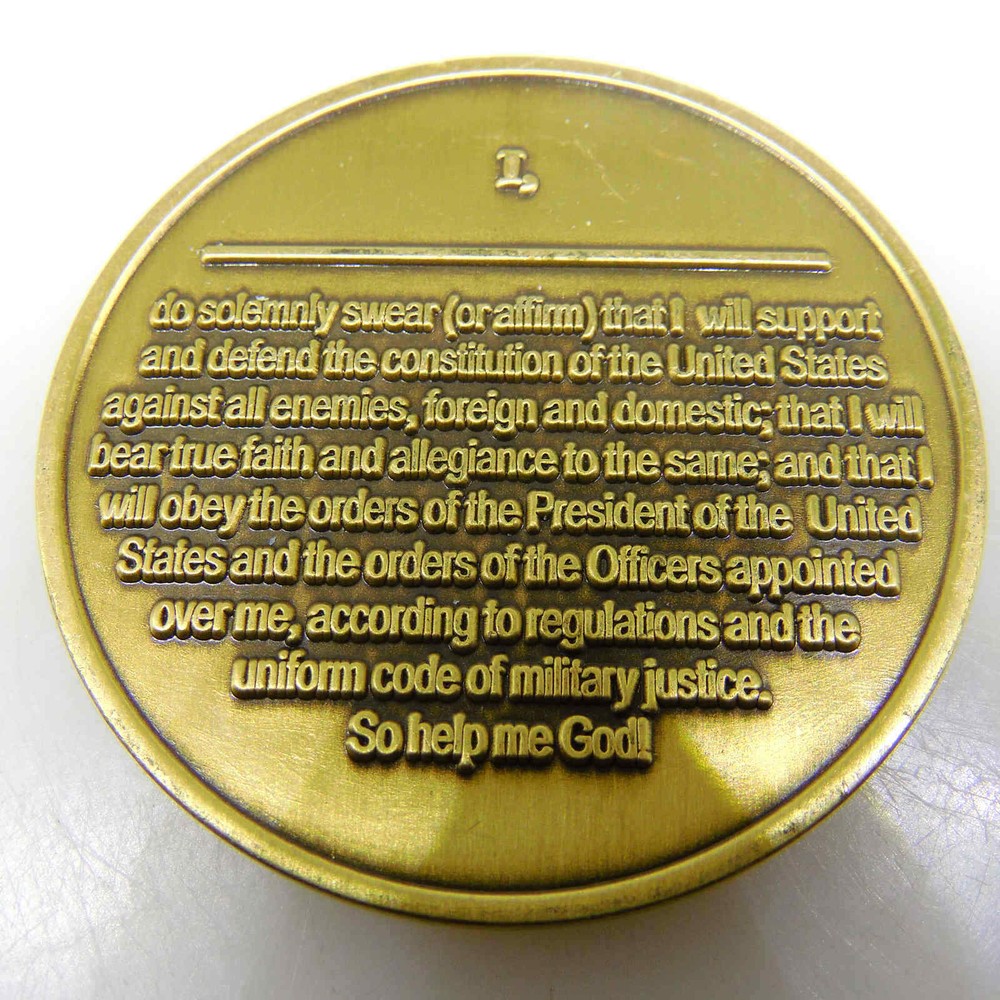 I,
do solemnly swear (or affirm) that I will support
and defend the constitution of the United States
against all enemies, foreign and domestic; that I will
bear true faith and allegiance to the same; and that I
will obey the orders of the President of the United
States and the orders of the Officers appointed
over me, according to regulations and the
uniform code of military justice.
So help me God!